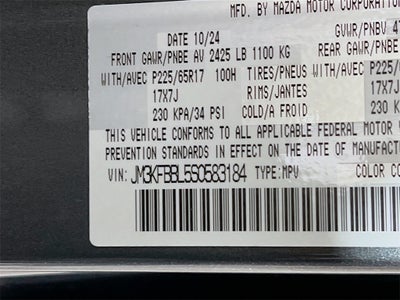 MFD. BY MAZDA MOTOR CORPORATION
DATE 10/24 GVWR/PNBV
FRONT GAWR/PNBE AV 2425 LB 1100 KG REAR GAWR/PNBE
WITH/AVEC P225/65R17 100H TIRES/PNEUS WITH/AVEC P225/
17X7J RIMS/JANTES 17X7J
230 KPA/34 PSI COLD/A FROID 230 K
THIS VEHICLE CONFORMS TO ALL APPLICABLE FEDERAL MOTOR
PREVENTION STANDARDS IN EFFECT ON THE DATE OF MANUFACT
VIN: JM3KFBBL5S0583184 TYPE:MPV COLOR CO